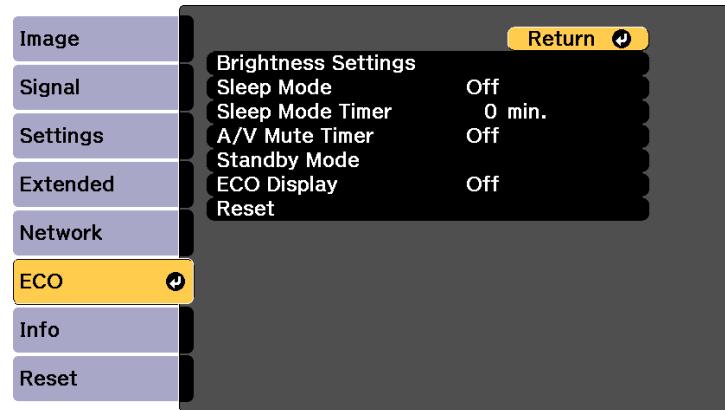 Image
Signal
Settings
Extended
Network
ECO
Info
Reset
Return
Brightness Settings
Sleep Mode Off
Sleep Mode Timer 0 min.
A/V Mute Timer Off
Standby Mode
ECO Display Off
Reset